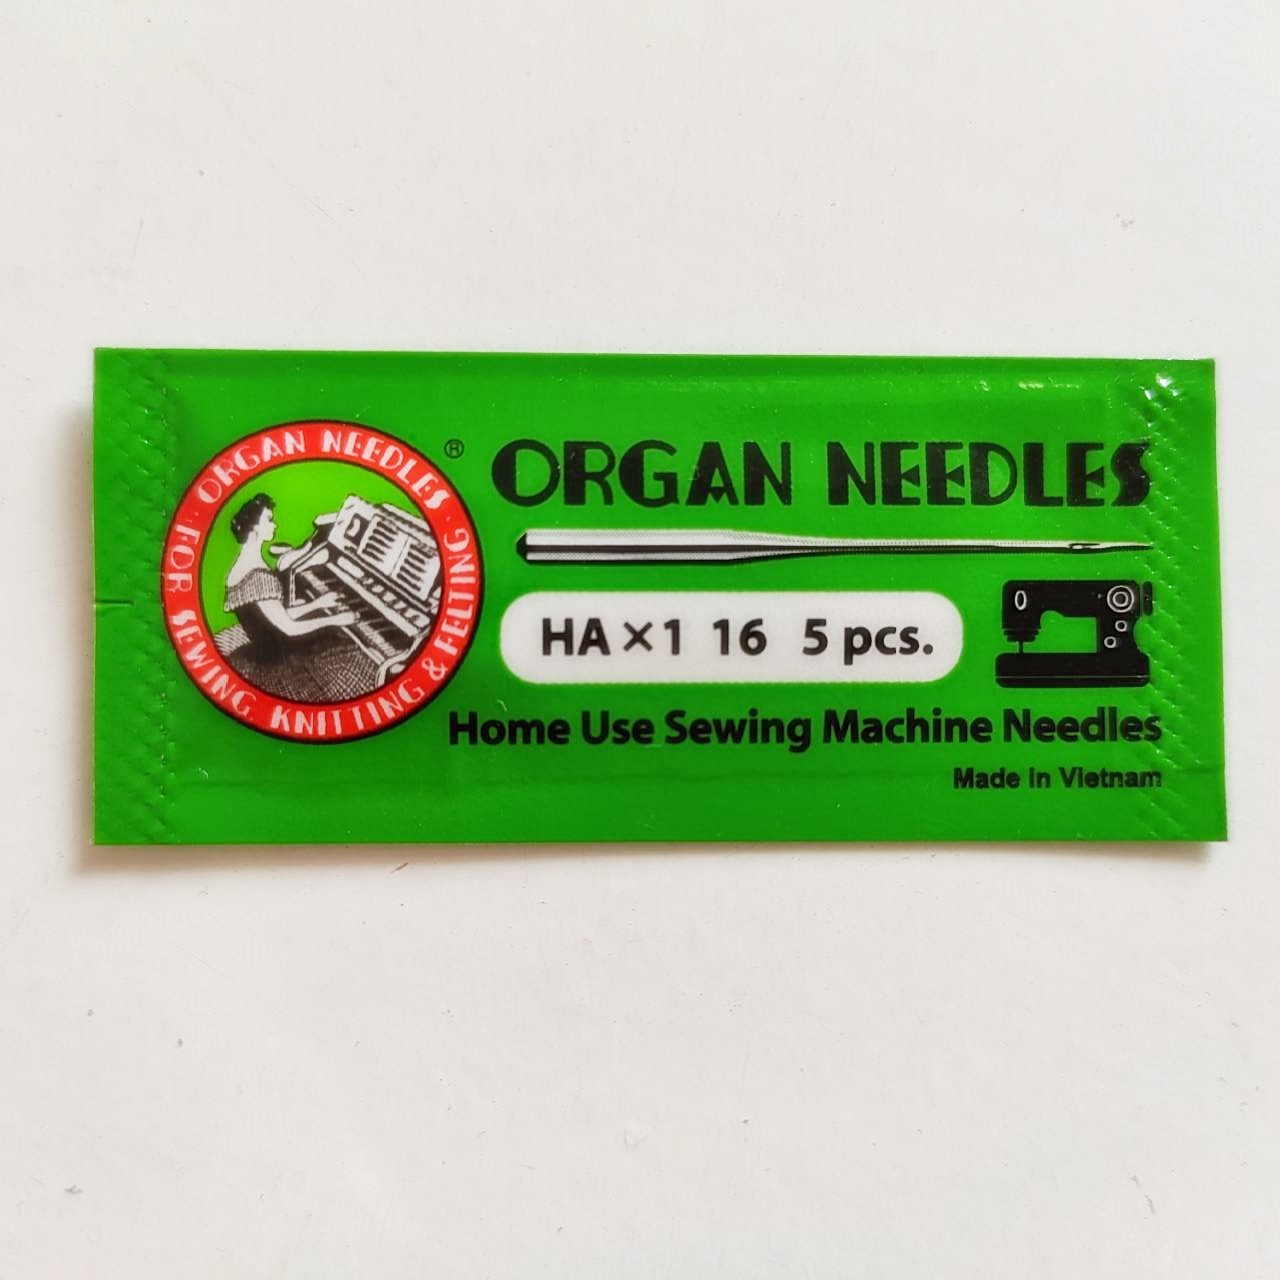 ORGAN NEEDLES · FOR SEWING, KNITTING & FELTING ·
®
ORGAN NEEDLES
HA×1 16 5 pcs.
Home Use Sewing Machine Needles
Made in Vietnam